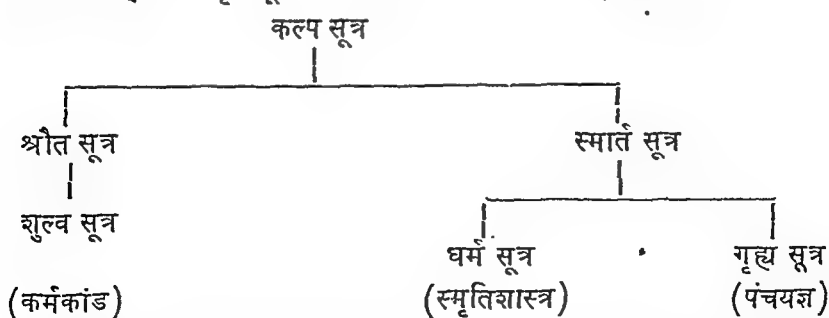 कल्प सूत्र
श्रौत सूत्र स्मार्त सूत्र
शुल्व सूत्र
धर्म सूत्र गृह्य सूत्र
(कर्मकांड) (स्मृतिशास्त्र) (पंचयज्ञ)